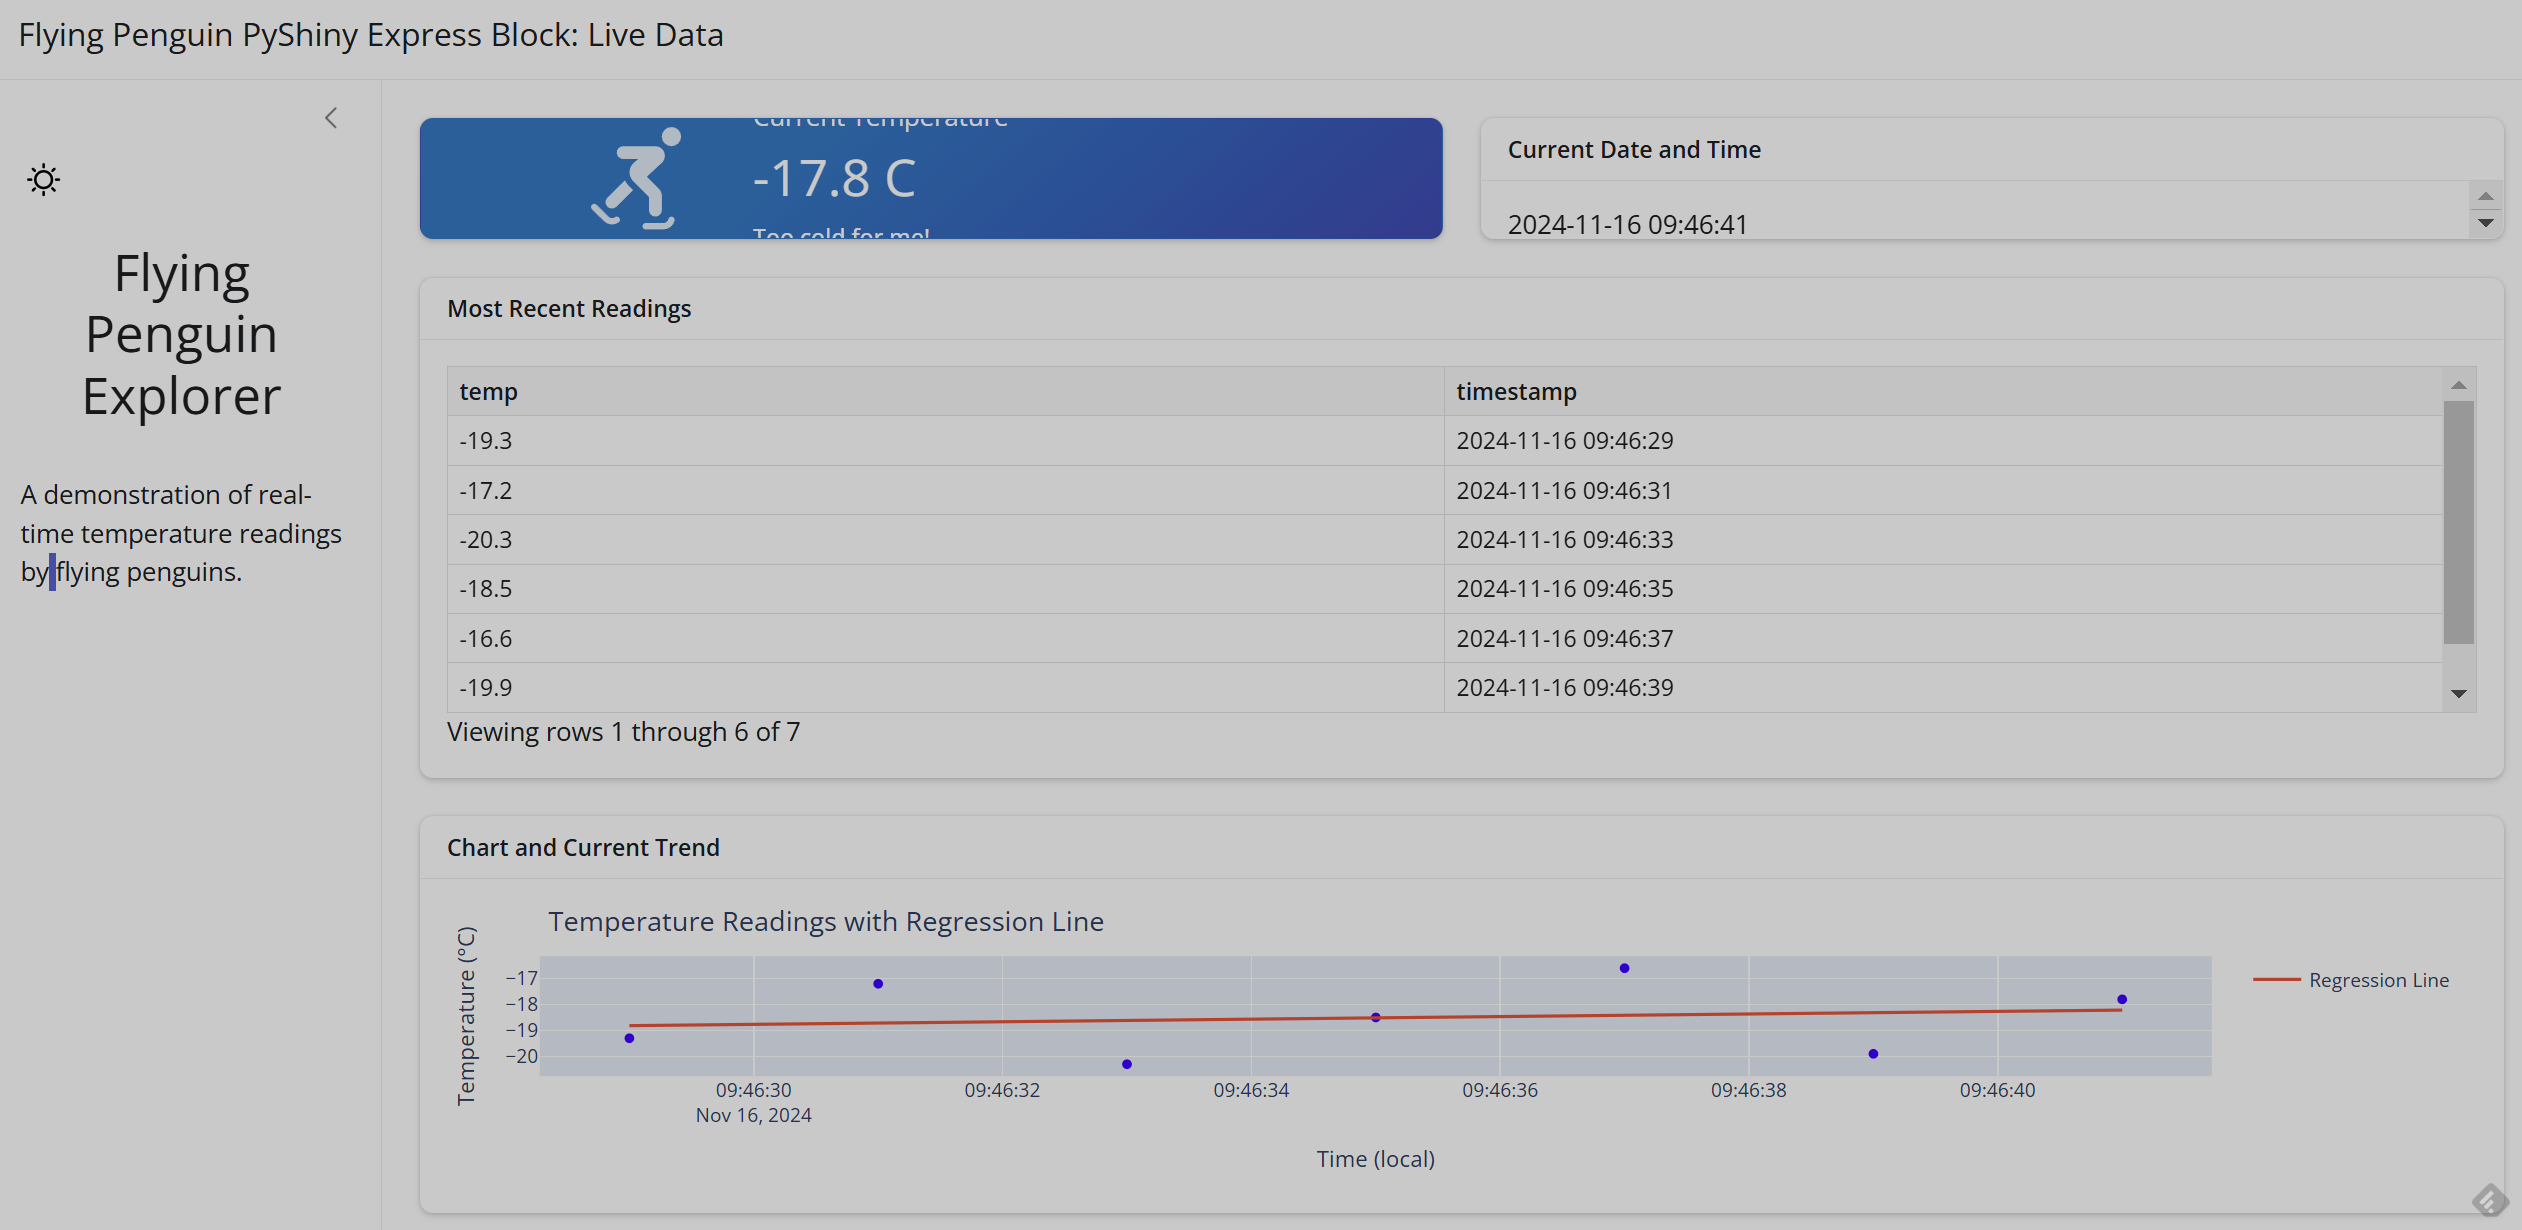 Flying Penguin PyShiny Express Block: Live Data
Flying
Penguin
Explorer
A demonstration of real-
time temperature readings
by flying penguins.
Current Temperature
-17.8 C
Too cold for me!
Current Date and Time
2024-11-16 09:46:41
Most Recent Readings
temp timestamp
-19.3 2024-11-16 09:46:29
-17.2 2024-11-16 09:46:31
-20.3 2024-11-16 09:46:33
-18.5 2024-11-16 09:46:35
-16.6 2024-11-16 09:46:37
-19.9 2024-11-16 09:46:39
Viewing rows 1 through 6 of 7
Chart and Current Trend
Temperature Readings with Regression Line
Temperature (°C)
−17
−18
−19
−20
Regression Line
09:46:30 09:46:32 09:46:34 09:46:36 09:46:38 09:46:40
Nov 16, 2024
Time (local)